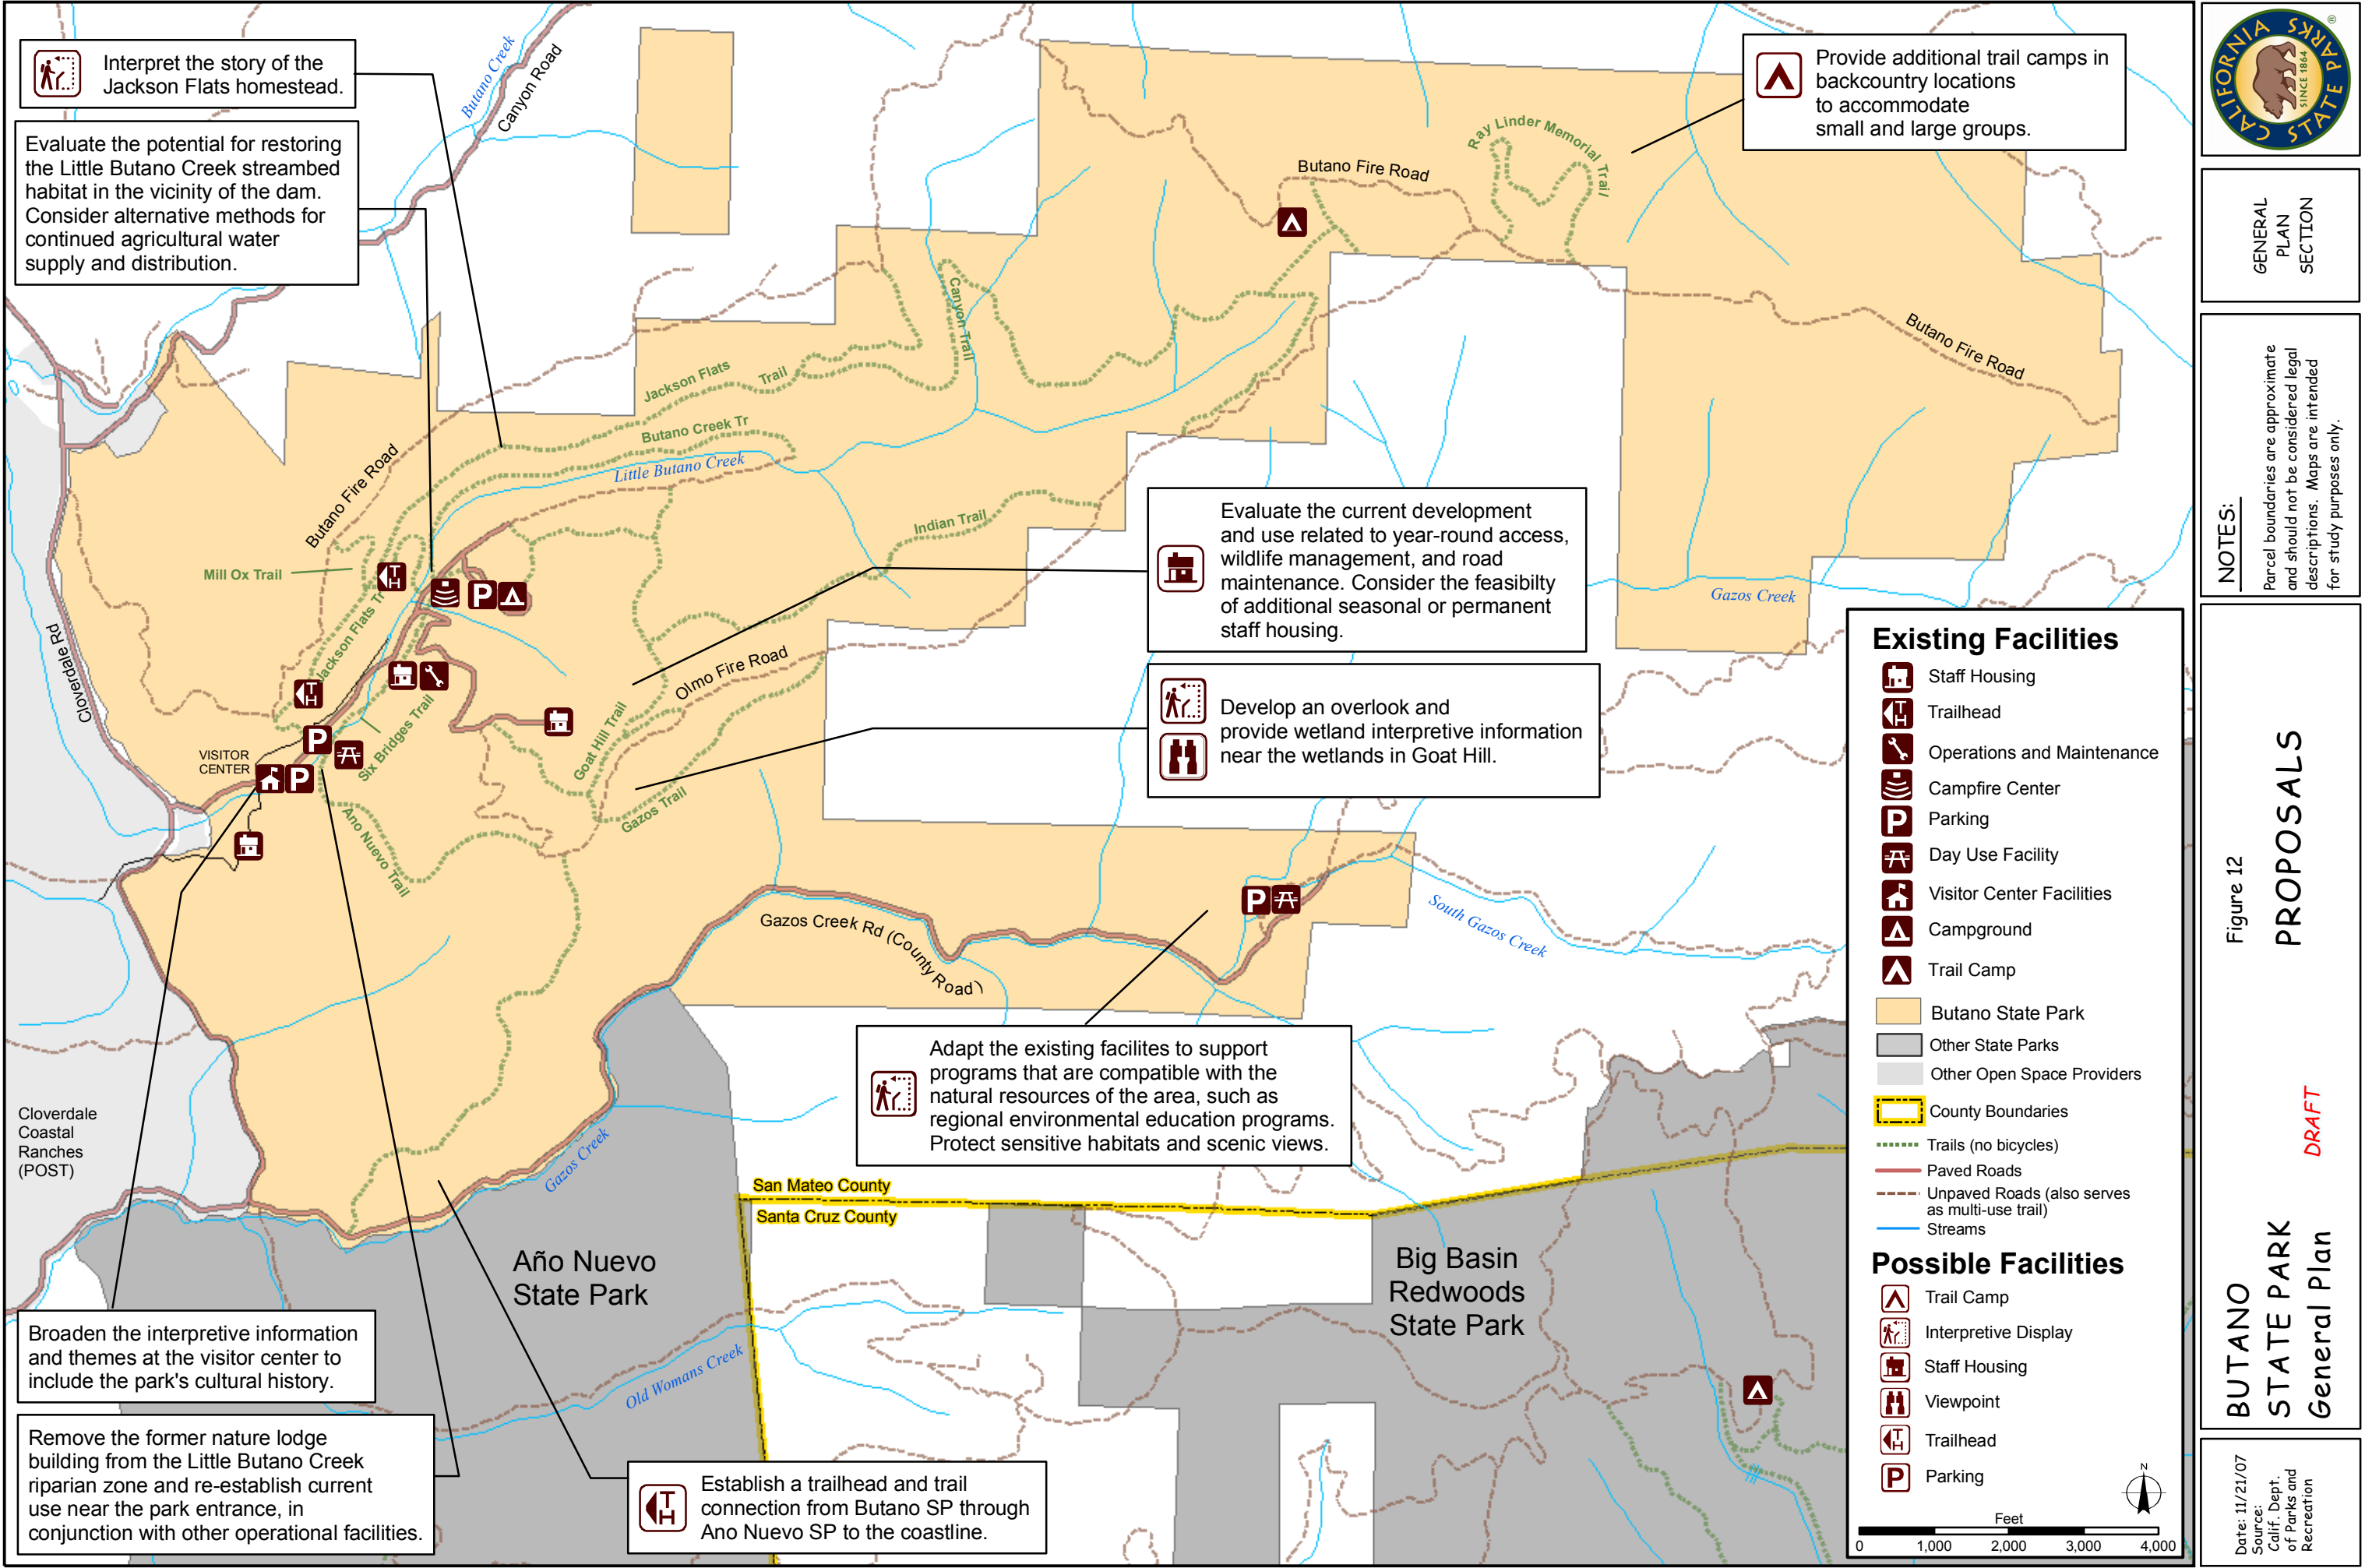 Interpret the story of the
Jackson Flats homestead.
Evaluate the potential for restoring
the Little Butano Creek streambed
habitat in the vicinity of the dam.
Consider alternative methods for
continued agricultural water
supply and distribution.
Butano Creek
Canyon Road
Provide additional trail camps in
backcountry locations
to accommodate
small and large groups.
Ray Linder Memorial Trail
Butano Fire Road
Butano Fire Road
Canyon Trail
Jackson Flats
Trail
Butano Creek Tr
Little Butano Creek
Butano Fire Road
Indian Trail
Mill Ox Trail
Jackson Flats Tr
Cloverdale Rd
Evaluate the current development
and use related to year-round access,
wildlife management, and road
maintenance. Consider the feasibilty
of additional seasonal or permanent
staff housing.
Gazos Creek
Olmo Fire Road
Goat Hill Trail
Gazos Trail
Six Bridges Trail
VISITOR
CENTER
Ano Nuevo Trail
T
H
T
H
P
P
P
P
Develop an overlook and
provide wetland interpretive information
near the wetlands in Goat Hill.
Gazos Creek Rd (County Road)
South Gazos Creek
Adapt the existing facilites to support
programs that are compatible with the
natural resources of the area, such as
regional environmental education programs.
Protect sensitive habitats and scenic views.
Cloverdale
Coastal
Ranches
(POST)
Gazos Creek
San Mateo County
Santa Cruz County
Año Nuevo
State Park
Big Basin
Redwoods
State Park
Old Womans Creek
Broaden the interpretive information
and themes at the visitor center to
include the park's cultural history.
Remove the former nature lodge
building from the Little Butano Creek
riparian zone and re-establish current
use near the park entrance, in
conjunction with other operational facilities.
T
H
Establish a trailhead and trail
connection from Butano SP through
Ano Nuevo SP to the coastline.
Existing Facilities
Staff Housing
T
H
Trailhead
Operations and Maintenance
Campfire Center
P
Parking
Day Use Facility
Visitor Center Facilities
Campground
Trail Camp
Butano State Park
Other State Parks
Other Open Space Providers
County Boundaries
Trails (no bicycles)
Paved Roads
Unpaved Roads (also serves
as multi-use trail)
Streams
Possible Facilities
Trail Camp
Interpretive Display
Staff Housing
Viewpoint
T
H
Trailhead
P
Parking
N
Feet
0 1,000 2,000 3,000 4,000
CALIFORNIA STATE PARKS
SINCE 1864
®
GENERAL
PLAN
SECTION
NOTES:
Parcel boundaries are approximate
and should not be considered legal
descriptions. Maps are intended
for study purposes only.
Figure 12
PROPOSALS
BUTANO
STATE PARK
General Plan
DRAFT
Date: 11/21/07
Source:
Calif. Dept.
of Parks and
Recreation